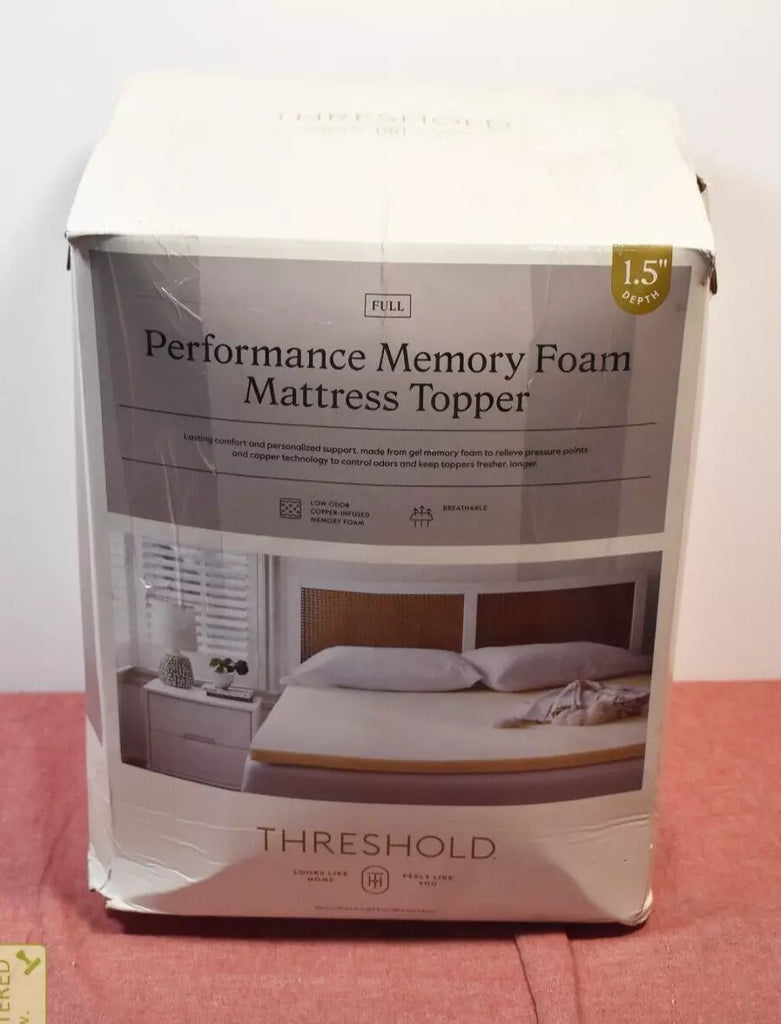 THRESHOLD
1.5"
DEPTH
FULL
Performance Memory Foam
Mattress Topper
Lasting comfort and personalized support, made from gel memory foam to relieve pressure points
and copper technology to control odors and keep toppers fresher, longer.
LOW ODOR
COPPER-INFUSED
MEMORY FOAM
BREATHABLE
THRESHOLD
LOOKS LIKE
HOME
FEELS LIKE
YOU
TERED